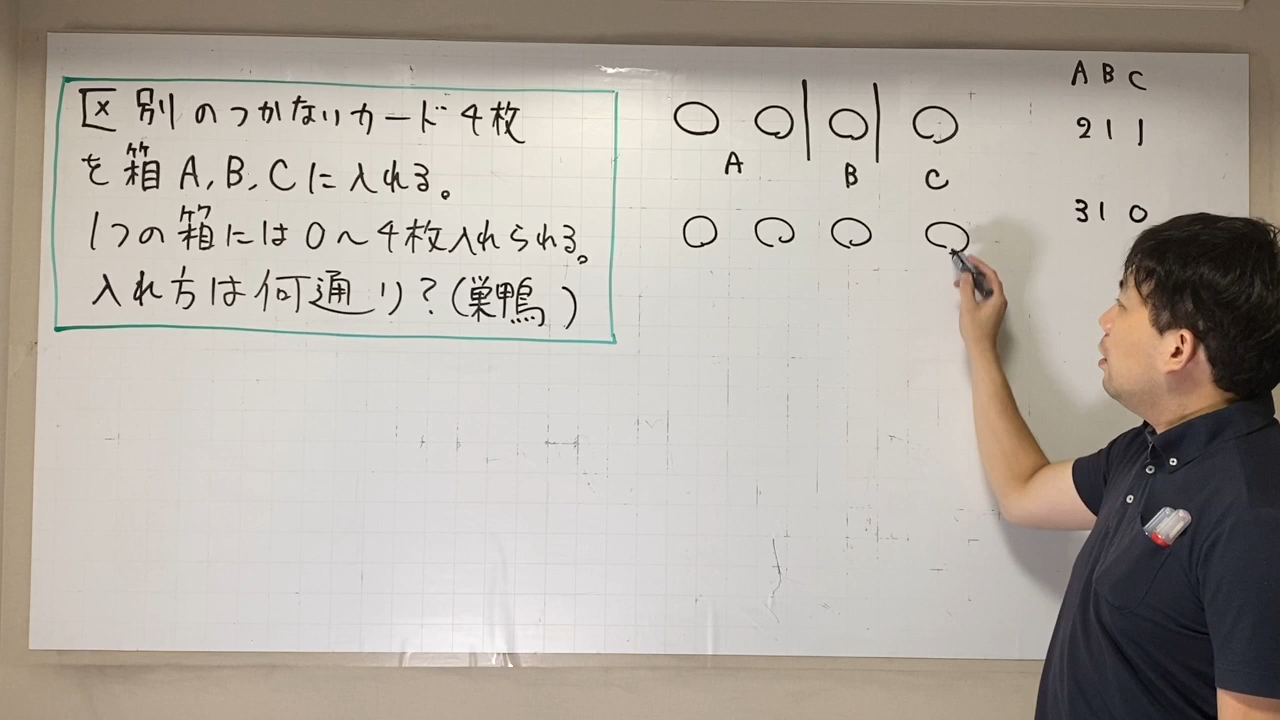 区別のつかないカード4枚
を箱A,B,Cに入れる。
1つの箱には0～4枚入れられる。
入れ方は何通り?(巣鴨)
A B C
A B C
2 1 1
3 1 0